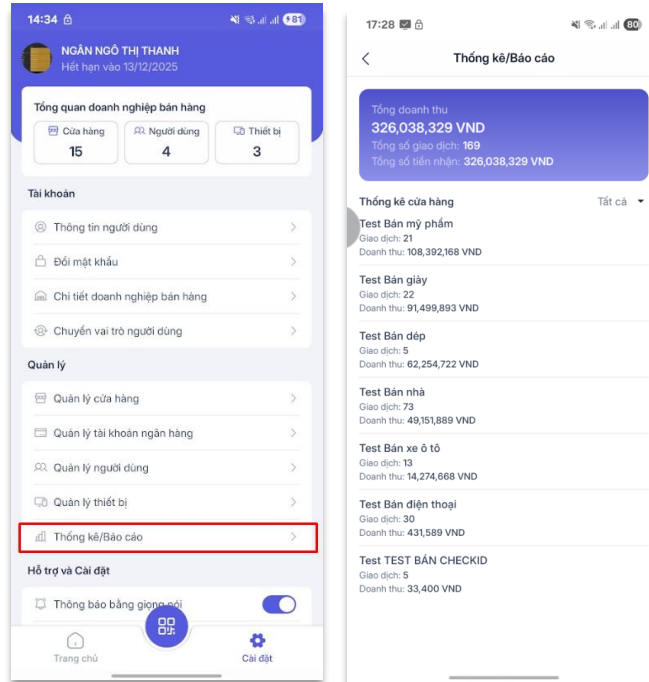 14:34
81
NGÂN NGÔ THỊ THANH
Hết hạn vào 13/12/2025
Tổng quan doanh nghiệp bán hàng
Cửa hàng
15
Người dùng
4
Thiết bị
3
Tài khoản
Thông tin người dùng
Đổi mật khẩu
Chi tiết doanh nghiệp bán hàng
Chuyển vai trò người dùng
Quản lý
Quản lý cửa hàng
Quản lý tài khoản ngân hàng
Quản lý người dùng
Quản lý thiết bị
Thống kê/Báo cáo
Hỗ trợ và Cài đặt
Thông báo bằng giọng nói
Trang chủ
Cài đặt
17:28
80
Thống kê/Báo cáo
Tổng doanh thu
326,038,329 VND
Tổng số giao dịch: 169
Tổng số tiền nhận: 326,038,329 VND
Thống kê cửa hàng
Tất cả
Test Bán mỹ phẩm
Giao dịch: 21
Doanh thu: 108,392,168 VND
Test Bán giày
Giao dịch: 22
Doanh thu: 91,499,893 VND
Test Bán dép
Giao dịch: 5
Doanh thu: 62,254,722 VND
Test Bán nhà
Giao dịch: 73
Doanh thu: 49,151,889 VND
Test Bán xe ô tô
Giao dịch: 13
Doanh thu: 14,274,668 VND
Test Bán điện thoại
Giao dịch: 30
Doanh thu: 431,589 VND
Test TEST BÁN CHECKID
Giao dịch: 5
Doanh thu: 33,400 VND